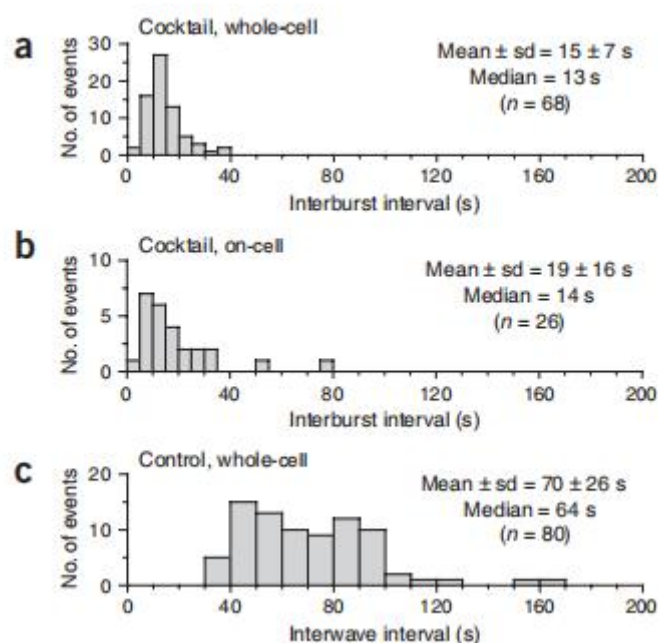 a
Cocktail, whole-cell
Mean ± sd = 15 ± 7 s
Median = 13 s
(n = 68)
No. of events
30
20
10
0
0 40 80 120 160 200
Interburst interval (s)
b
Cocktail, on-cell
Mean ± sd = 19 ± 16 s
Median = 14 s
(n = 26)
No. of events
10
5
0
0 40 80 120 160 200
Interburst interval (s)
c
Control, whole-cell
Mean ± sd = 70 ± 26 s
Median = 64 s
(n = 80)
No. of events
20
10
0
0 40 80 120 160 200
Interwave interval (s)